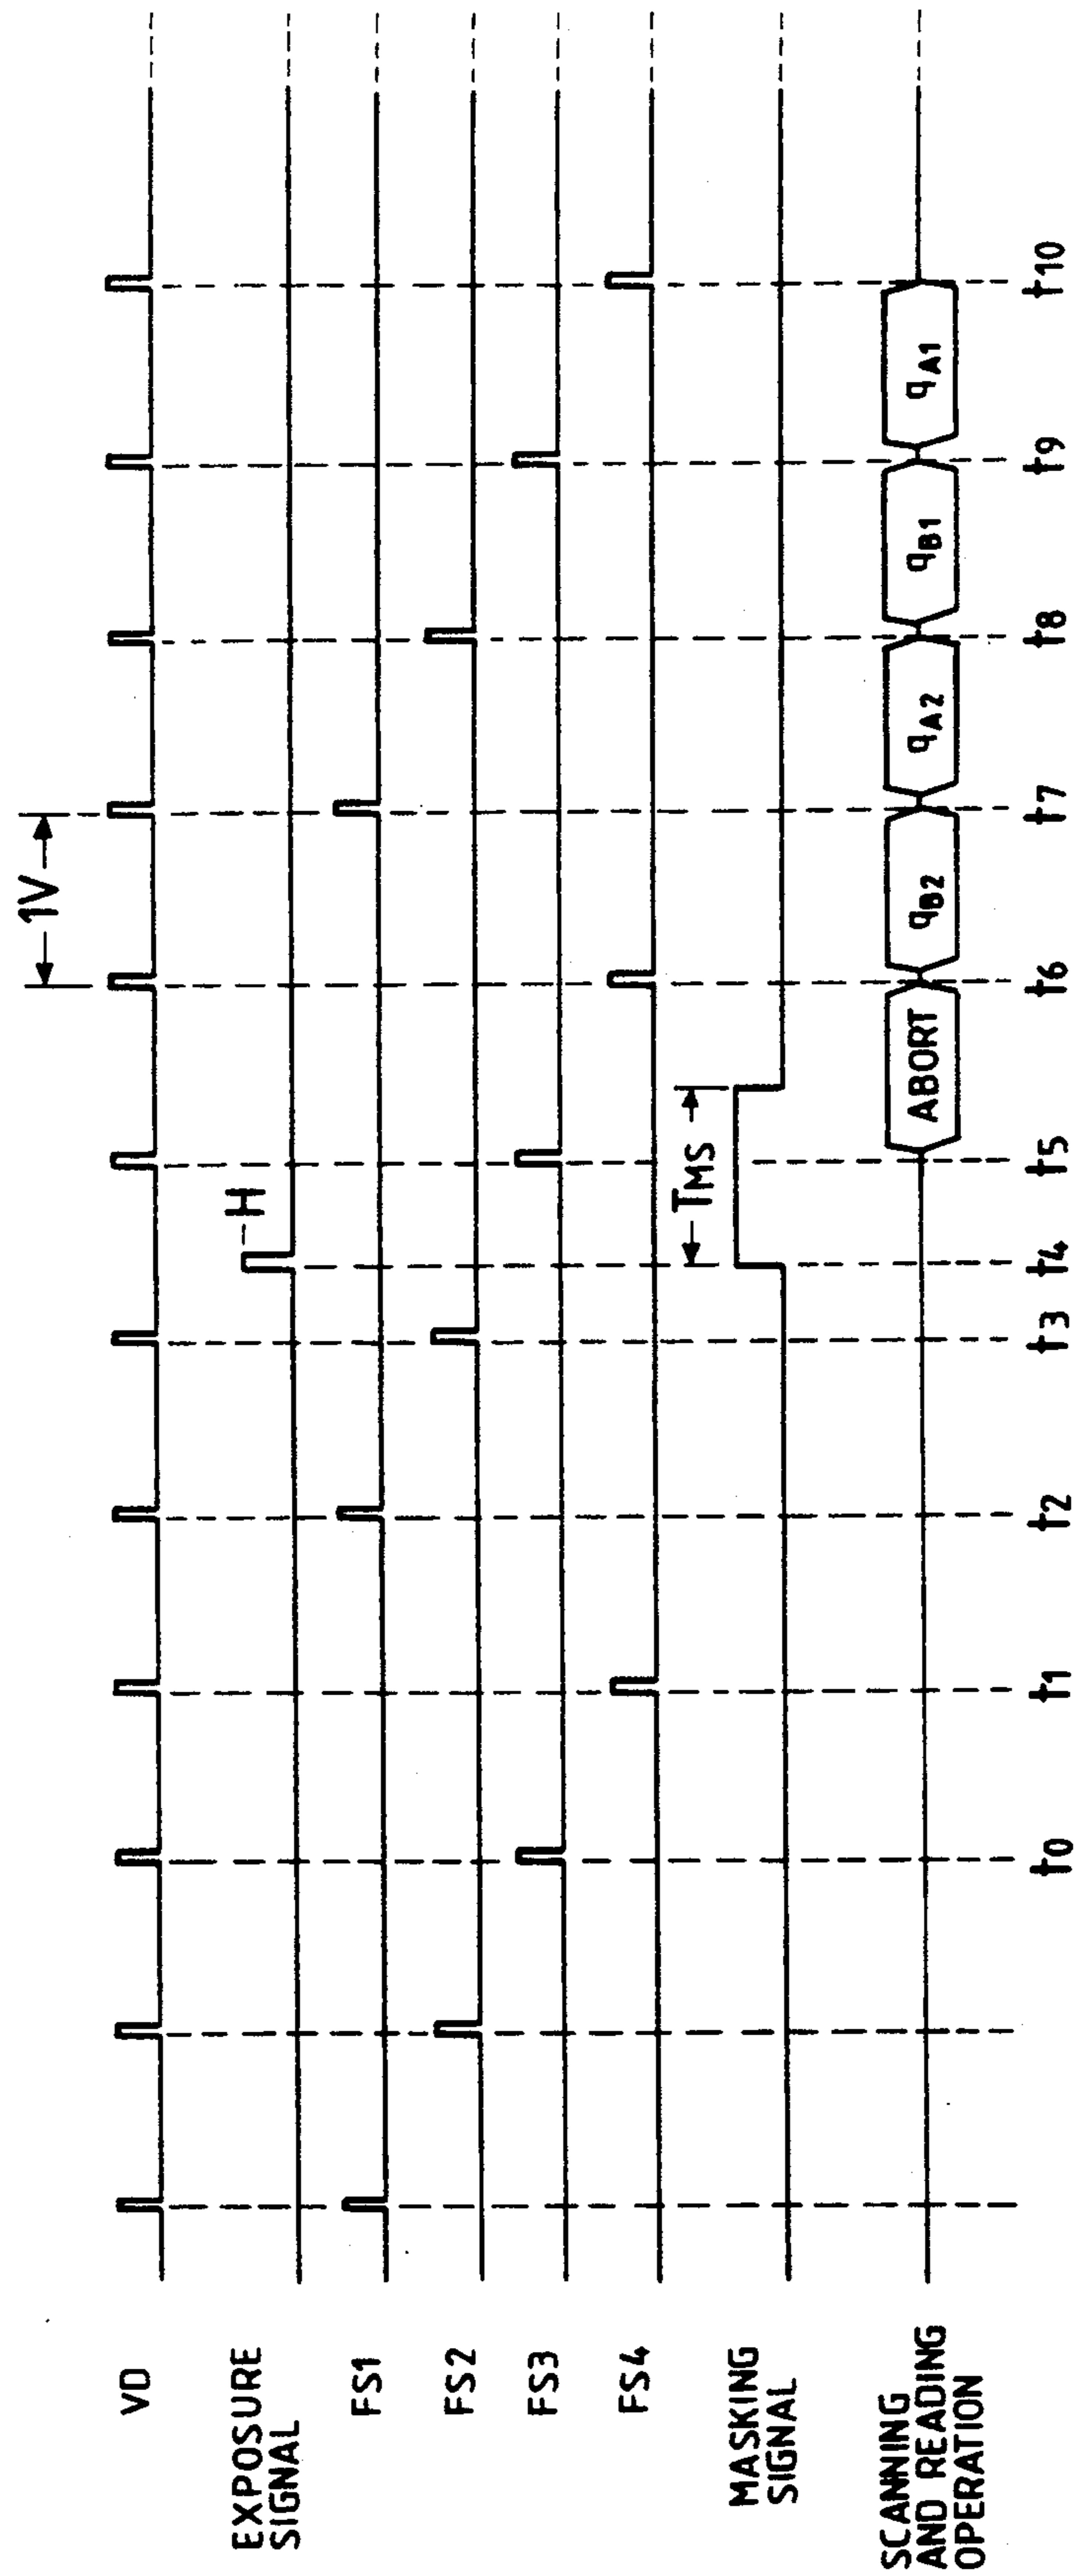 1V
VD
EXPOSURE
SIGNAL
H
FS1
FS2
FS3
FS4
MASKING
SIGNAL
TMS
SCANNING
AND READING
OPERATION
ABORT
qB2
qA2
qB1
qA1
t0
t1
t2
t3
t4
t5
t6
t7
t8
t9
t10